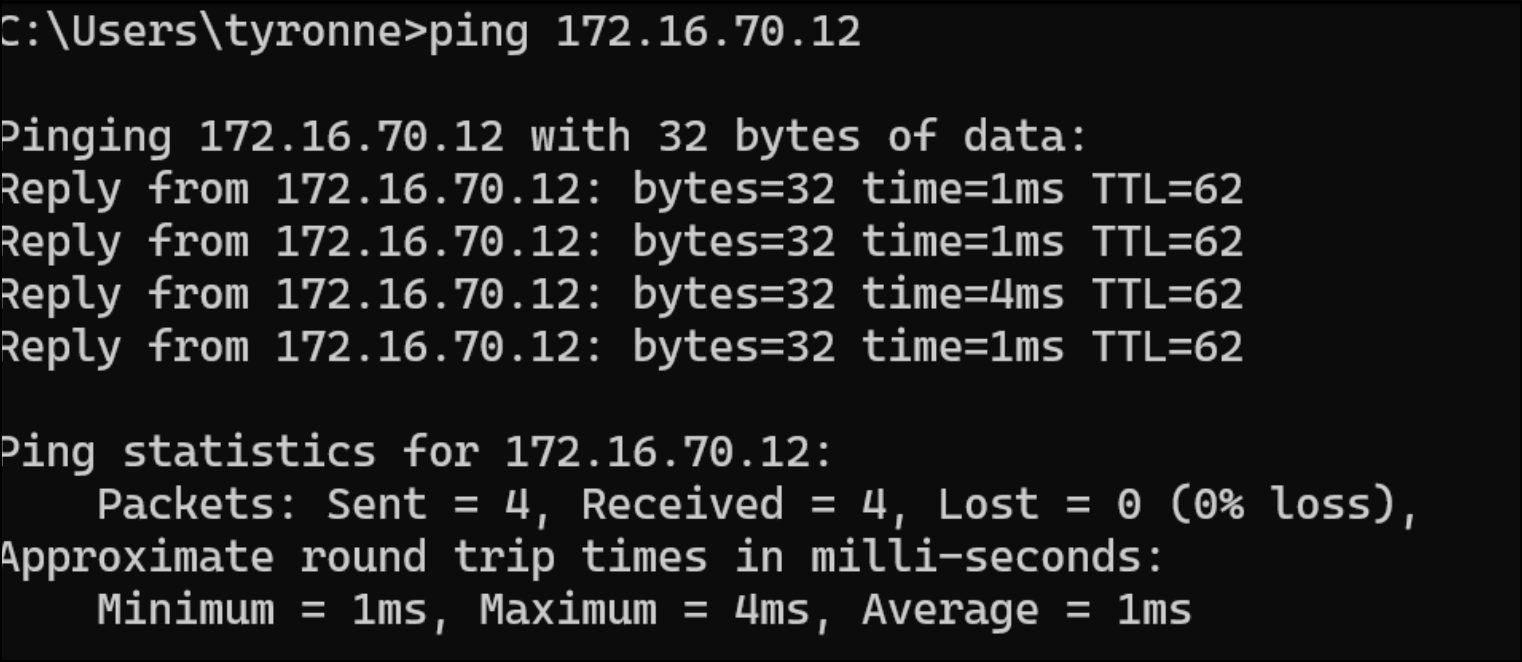 C:\Users\tyronne>ping 172.16.70.12
Pinging 172.16.70.12 with 32 bytes of data:
Reply from 172.16.70.12: bytes=32 time=1ms TTL=62
Reply from 172.16.70.12: bytes=32 time=1ms TTL=62
Reply from 172.16.70.12: bytes=32 time=4ms TTL=62
Reply from 172.16.70.12: bytes=32 time=1ms TTL=62
Ping statistics for 172.16.70.12:
    Packets: Sent = 4, Received = 4, Lost = 0 (0% loss),
Approximate round trip times in milli-seconds:
    Minimum = 1ms, Maximum = 4ms, Average = 1ms